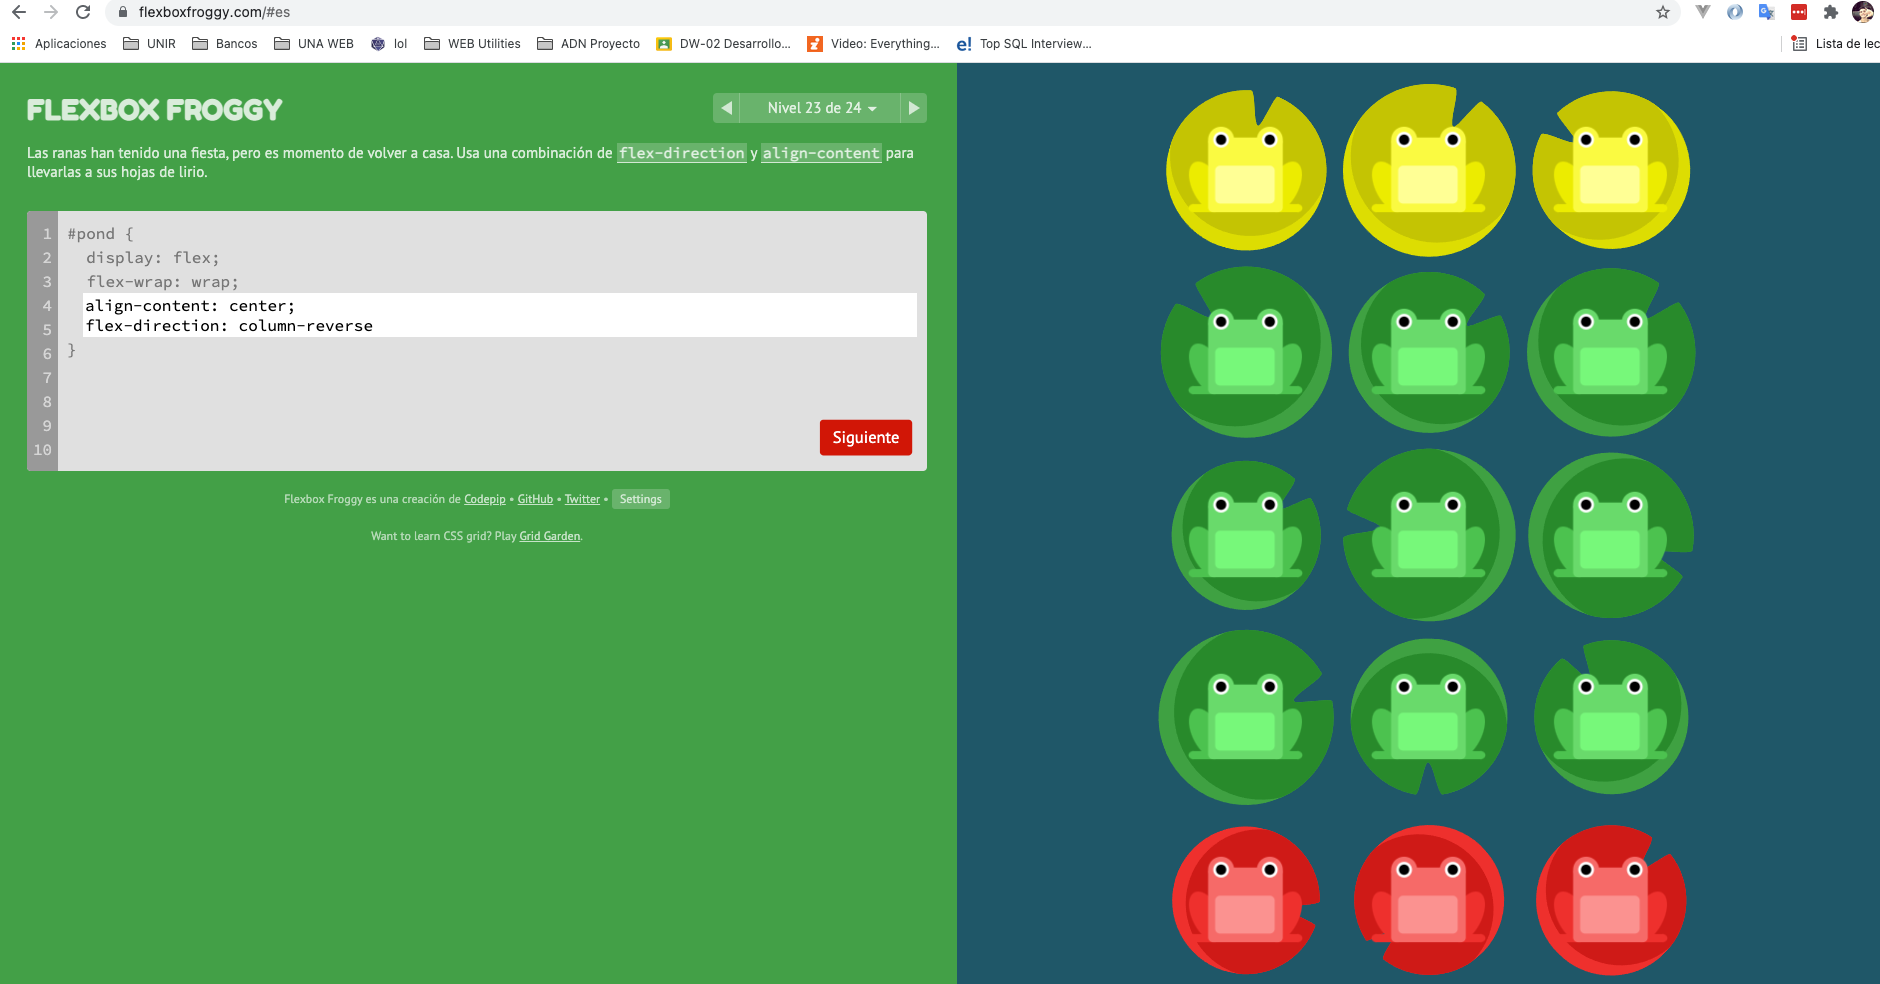 flexboxfroggy.com/#es
Aplicaciones UNIR Bancos UNA WEB lol WEB Utilities ADN Proyecto DW-02 Desarrollo... Video: Everything... e! Top SQL Interview... Lista de lec
FLEXBOX FROGGY
Nivel 23 de 24
Las ranas han tenido una fiesta, pero es momento de volver a casa. Usa una combinación de flex-direction y align-content para
llevarlas a sus hojas de lirio.
1 #pond {
2 display: flex;
3 flex-wrap: wrap;
4 align-content: center;
5 flex-direction: column-reverse
6 }
7
8
9
10
Siguiente
Flexbox Froggy es una creación de Codepip • GitHub • Twitter • Settings
Want to learn CSS grid? Play Grid Garden.